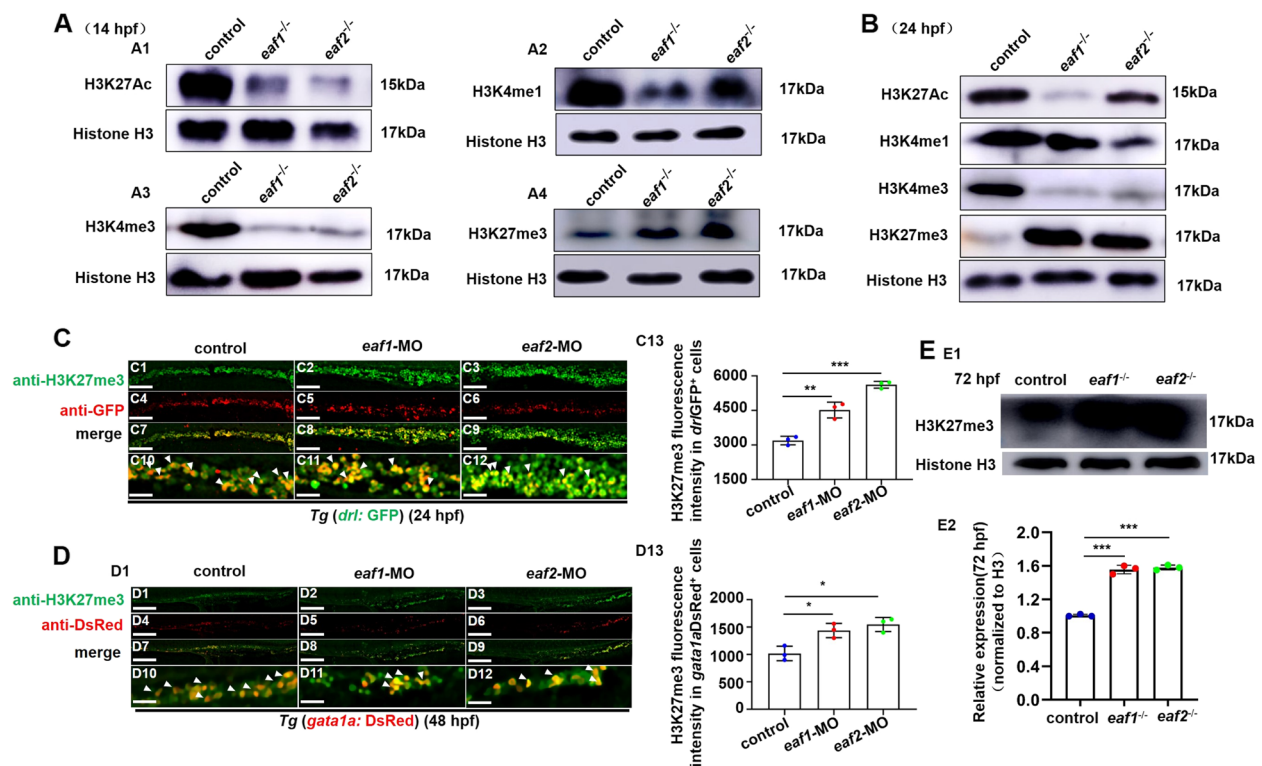 A （14 hpf)
A1
control eaf1-/- eaf2-/-
H3K27Ac 15kDa
Histone H3 17kDa
A2
control eaf1-/- eaf2-/-
H3K4me1 17kDa
Histone H3 17kDa
A3
control eaf1-/- eaf2-/-
H3K4me3 17kDa
Histone H3 17kDa
A4
control eaf1-/- eaf2-/-
H3K27me3 17kDa
Histone H3 17kDa
B （24 hpf)
control eaf1-/- eaf2-/-
H3K27Ac 15kDa
H3K4me1 17kDa
H3K4me3 17kDa
H3K27me3 17kDa
Histone H3 17kDa
C
control eaf1-MO eaf2-MO
anti-H3K27me3 C1 C2 C3
anti-GFP C4 C5 C6
merge C7 C8 C9
C10 C11 C12
Tg (drl: GFP) (24 hpf)
C13
H3K27me3 fluorescence
intensity in drlGFP+ cells
6000
4500
3000
1500
** ***
control eaf1-MO eaf2-MO
D
D1 control eaf1-MO eaf2-MO
anti-H3K27me3 D1 D2 D3
anti-DsRed D4 D5 D6
merge D7 D8 D9
D10 D11 D12
Tg (gata1a: DsRed) (48 hpf)
D13
H3K27me3 fluorescence
intensity in gata1aDsRed+ cells
2000
1500
1000
500
0
* *
control eaf1-MO eaf2-MO
E E1
72 hpf control eaf1-/- eaf2-/-
H3K27me3 17kDa
Histone H3 17kDa
E2
Relative expression(72 hpf)
（normalized to H3)
2.0
1.6
1.2
0.8
0.4
0.0
*** ***
control eaf1-/- eaf2-/-